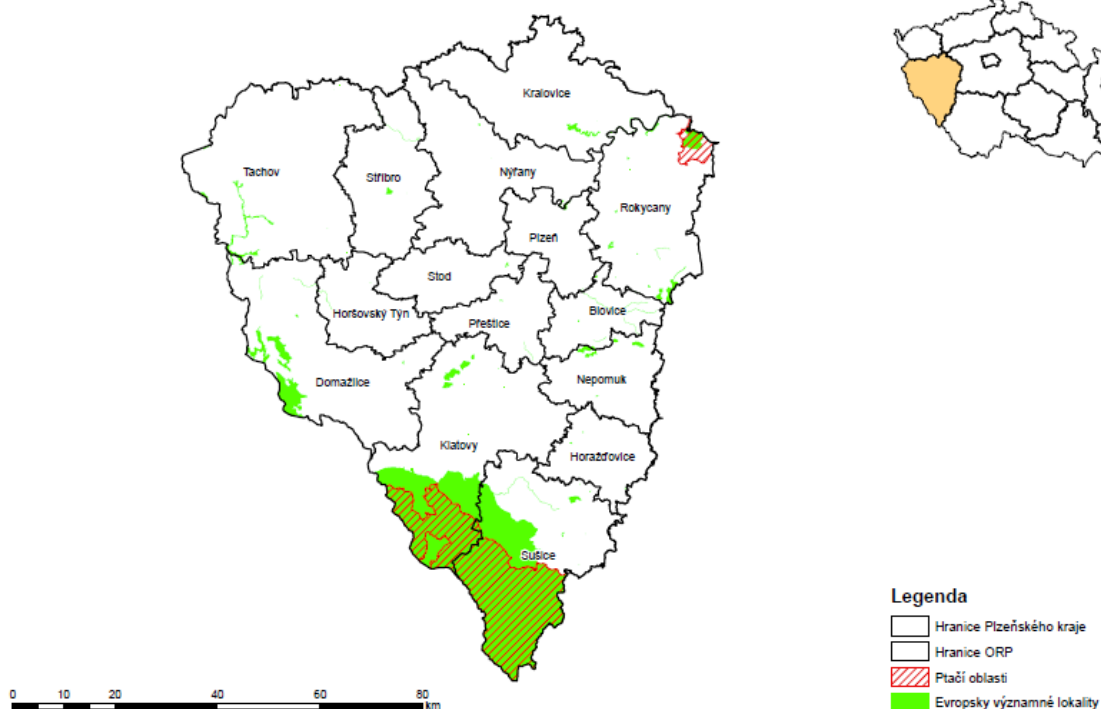 Kralovice
Tachov
Stříbro
Nýřany
Rokycany
Plzeň
Stod
Horšovský Týn
Přeštice
Blovice
Domažlice
Nepomuk
Klatovy
Horažďovice
Sušice
Legenda
Hranice Plzeňského kraje
Hranice ORP
Ptačí oblasti
Evropsky významné lokality
0 10 20 40 60 80
km